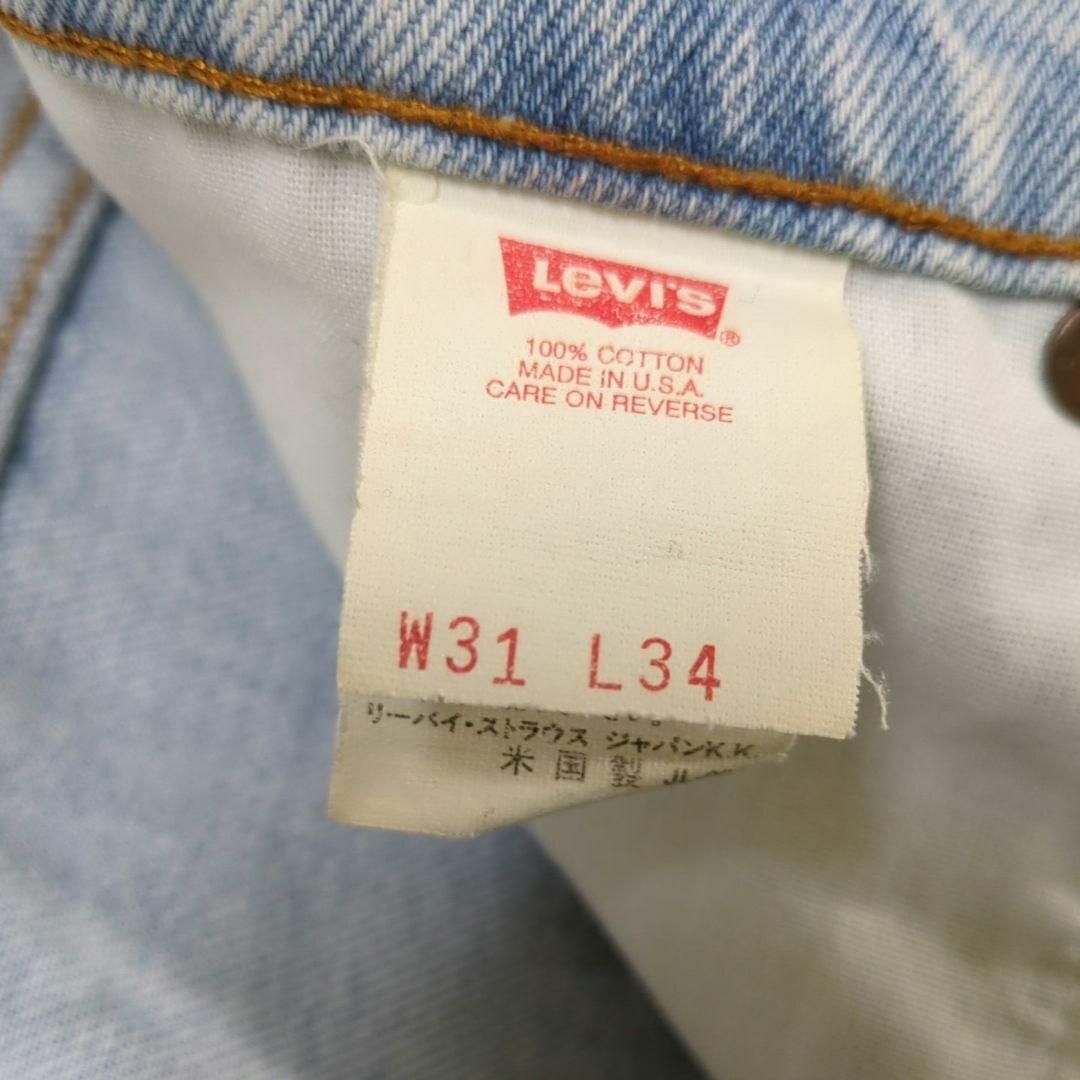 Levi's
®
100% COTTON
MADE IN U.S.A.
CARE ON REVERSE
W31 L34
リーバイ・ストラウス ジャパンK.K.
米国製